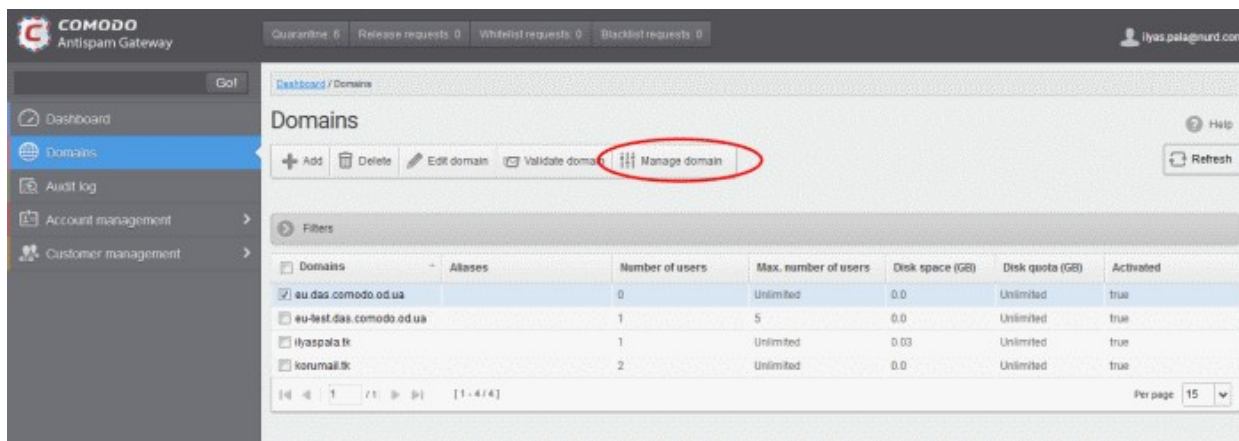 COMODO
Antispam Gateway
Quarantine: 6 Release requests: 0 Whitelist requests: 0 Blacklist requests: 0
ilyas.pala@nurd.com
Go!
Dashboard / Domains
Dashboard
Domains
Audit log
Account management
Customer management
Domains
Help
Add Delete Edit domain Validate domain Manage domain
Refresh
Filters
Domains Aliases Number of users Max. number of users Disk space (GB) Disk quota (GB) Activated
eu.das.comodo.od.ua 0 Unlimited 0.0 Unlimited true
eu-test.das.comodo.od.ua 1 5 0.0 Unlimited true
ilyaspala.tk 1 Unlimited 0.03 Unlimited true
korumail.tk 2 Unlimited 0.0 Unlimited true
1 / 1 [1 - 4 / 4]
Per page 15